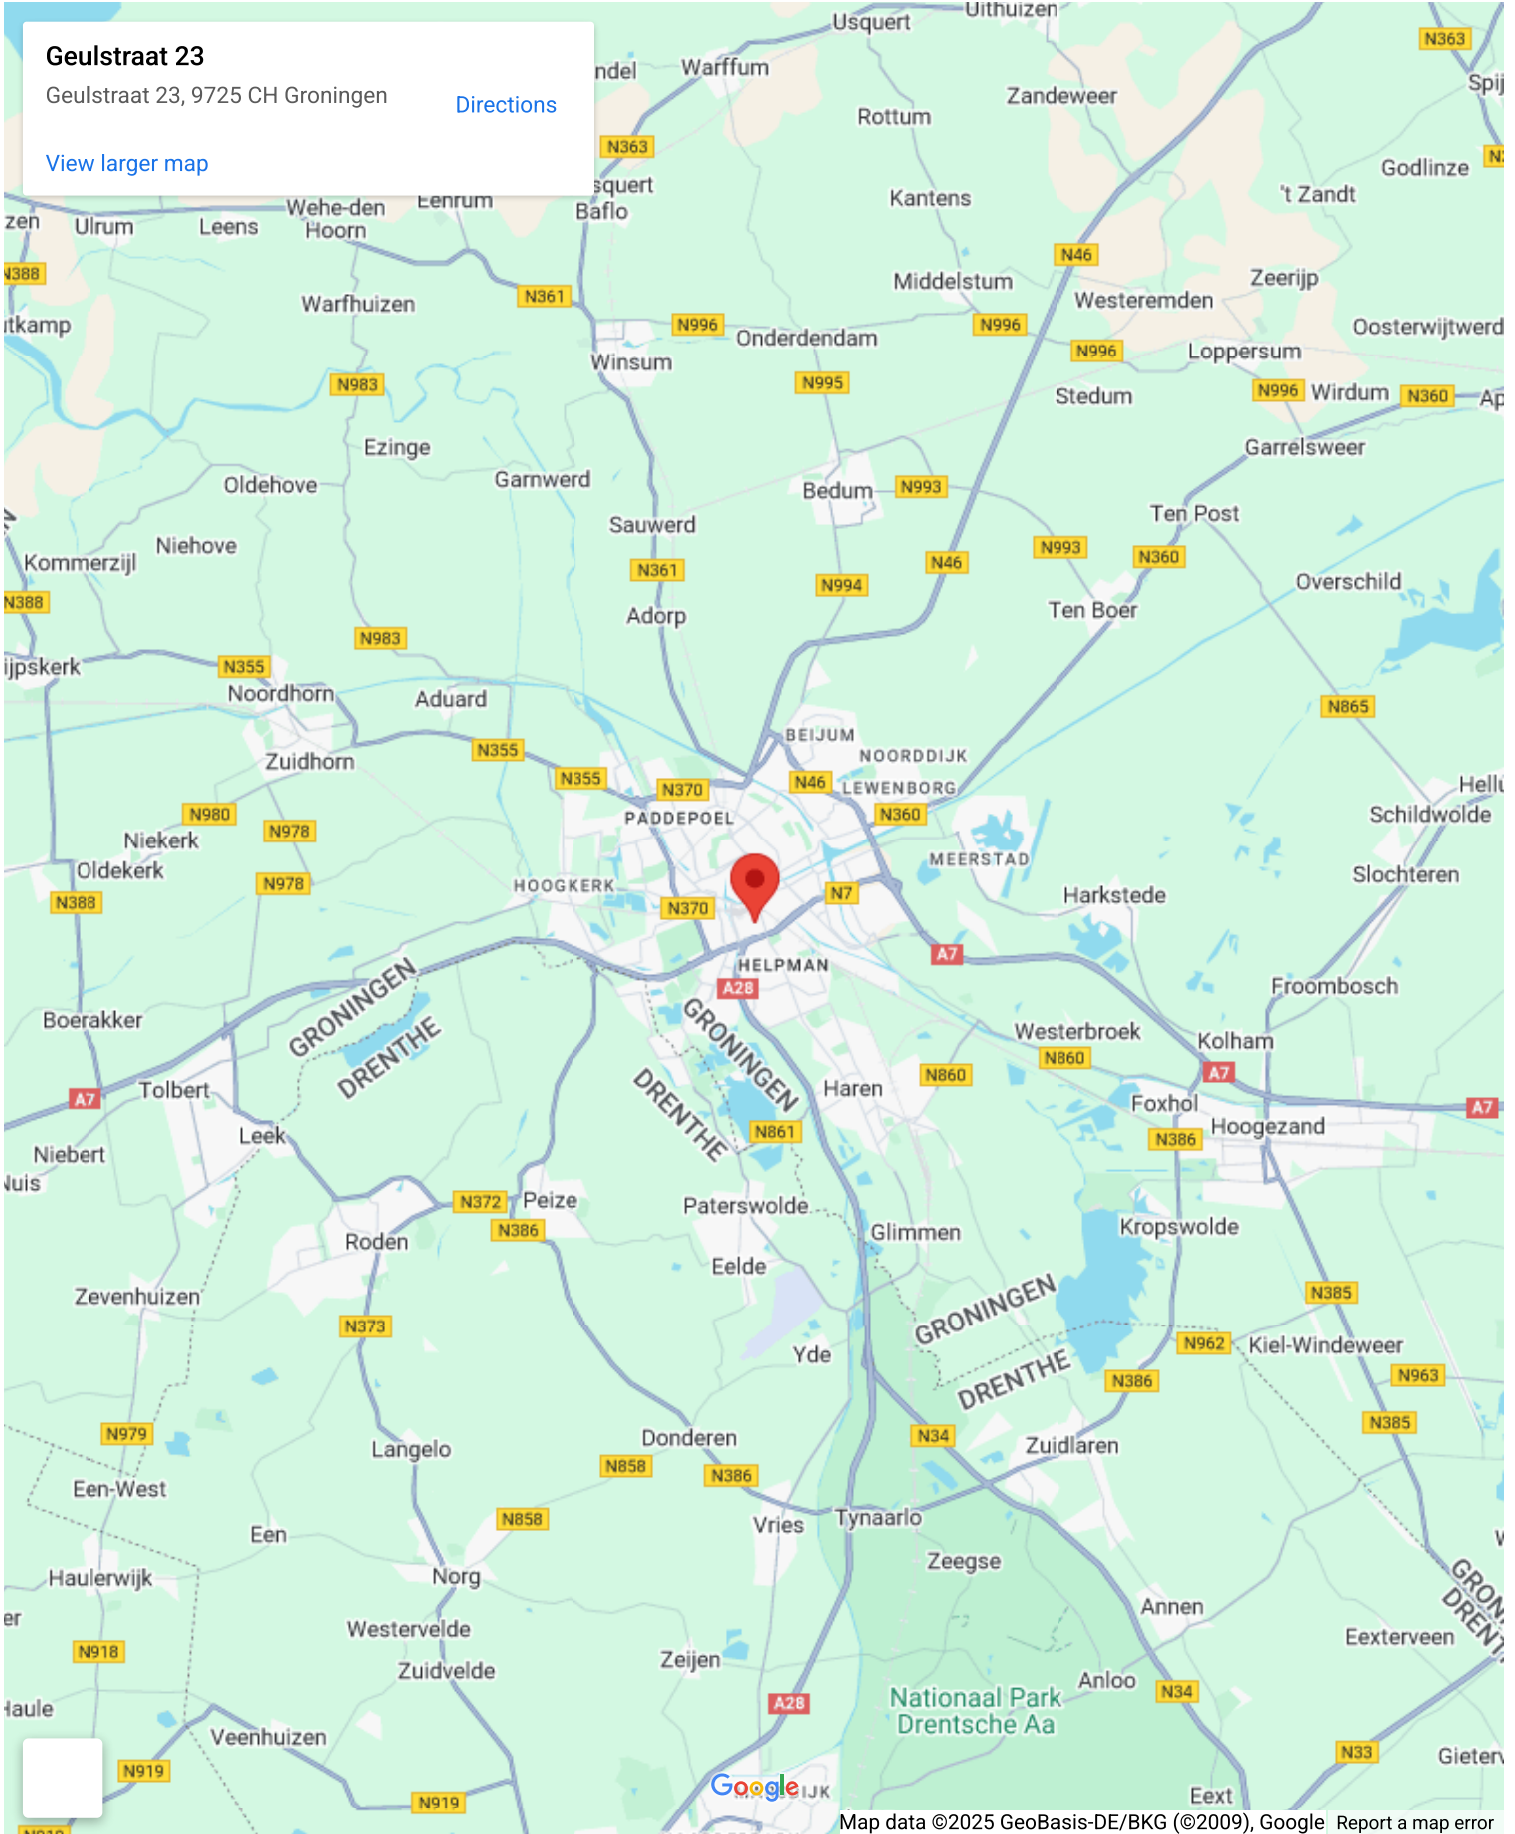 Geulstraat 23
Geulstraat 23, 9725 CH Groningen
Directions
View larger map
Usquert
Uithuizen
N363
Warffum
Zandeweer
Rottum
N363
Godlinze
Kantens
't Zandt
Baflo
Wehe-den
Hoorn
Eenrum
Ulrum
Leens
N388
N46
Middelstum
Zeerijp
Westeremden
Warfhuizen
N361
N996
N996
Onderdendam
N996
Loppersum
Winsum
N983
N995
Stedum
N996
Wirdum
N360
Ezinge
Garrelsweer
Oldehove
Garnwerd
Bedum
N993
Ten Post
Sauwerd
Niehove
Kommerzijl
N361
N46
N993
N360
N994
Overschild
N388
Adorp
Ten Boer
N983
N355
Noordhorn
Aduard
N865
BEIJUM
N355
NOORDDIJK
Zuidhorn
N355
N370
N46
LEWENBORG
N980
N360
Schildwolde
PADDEPOEL
N978
Niekerk
MEERSTAD
Oldekerk
Slochteren
N978
HOOGKERK
N7
Harkstede
N388
N370
A7
HELPMAN
A28
Froombosch
GRONINGEN
DRENTHE
Boerakker
GRONINGEN
DRENTHE
Westerbroek
Kolham
N860
A7
N860
Tolbert
A7
Haren
Foxhol
A7
Leek
N861
N386
Hoogezand
Niebert
N372
Peize
Paterswolde
N386
Glimmen
Kropswolde
Roden
Eelde
Zevenhuizen
GRONINGEN
DRENTHE
N385
N373
Yde
N962
Kiel-Windeweer
N386
N963
N979
Donderen
N34
Zuidlaren
N385
Langelo
N858
N386
Een-West
N858
Vries
Tynaarlo
Een
Zeegse
Haulerwijk
Norg
Annen
Westervelde
Eexterveen
N918
Zeijen
Zuidvelde
Anloo
A28
Nationaal Park
Drentsche Aa
N34
Veenhuizen
N919
N33
N919
Google
Eext
Map data ©2025 GeoBasis-DE/BKG (©2009), Google
Report a map error